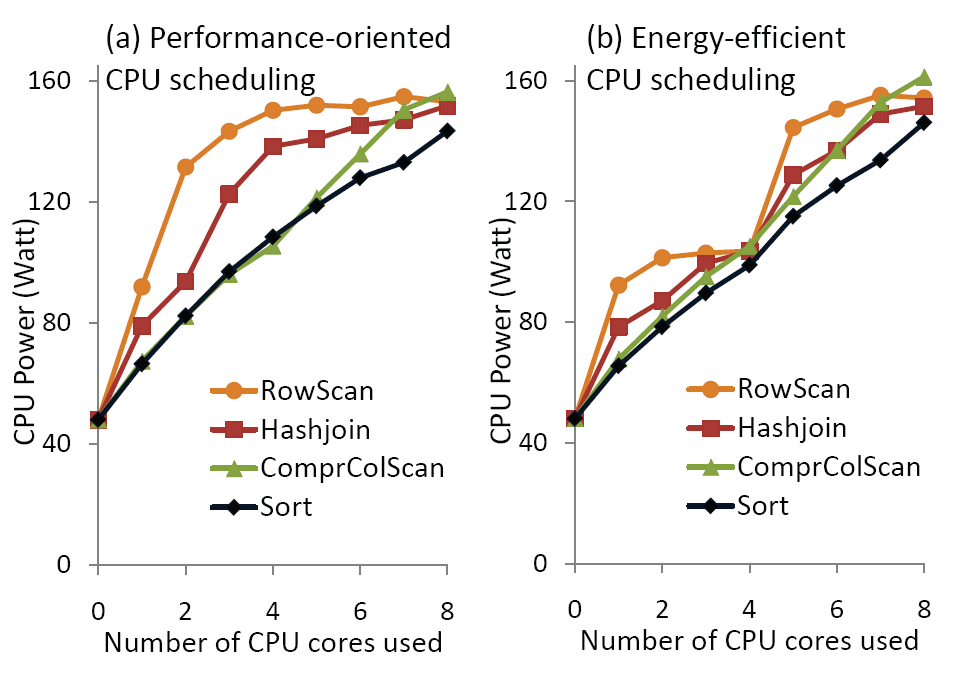 (a) Performance-oriented
CPU scheduling
160
120
80
40
0
CPU Power (Watt)
RowScan
Hashjoin
ComprColScan
Sort
0 2 4 6 8
Number of CPU cores used
(b) Energy-efficient
CPU scheduling
160
120
80
40
0
CPU Power (Watt)
RowScan
Hashjoin
ComprColScan
Sort
0 2 4 6 8
Number of CPU cores used